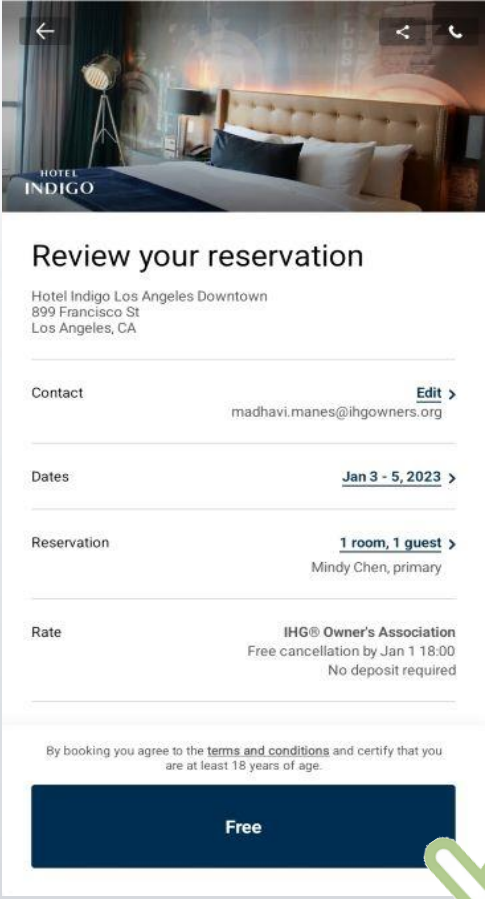 HOTEL
INDIGO
Review your reservation
Hotel Indigo Los Angeles Downtown
899 Francisco St
Los Angeles, CA
Contact
Edit
madhavi.manes@ihgowners.org
Dates
Jan 3 - 5, 2023
Reservation
1 room, 1 guest
Mindy Chen, primary
Rate
IHG® Owner's Association
Free cancellation by Jan 1 18:00
No deposit required
By booking you agree to the terms and conditions and certify that you
are at least 18 years of age.
Free